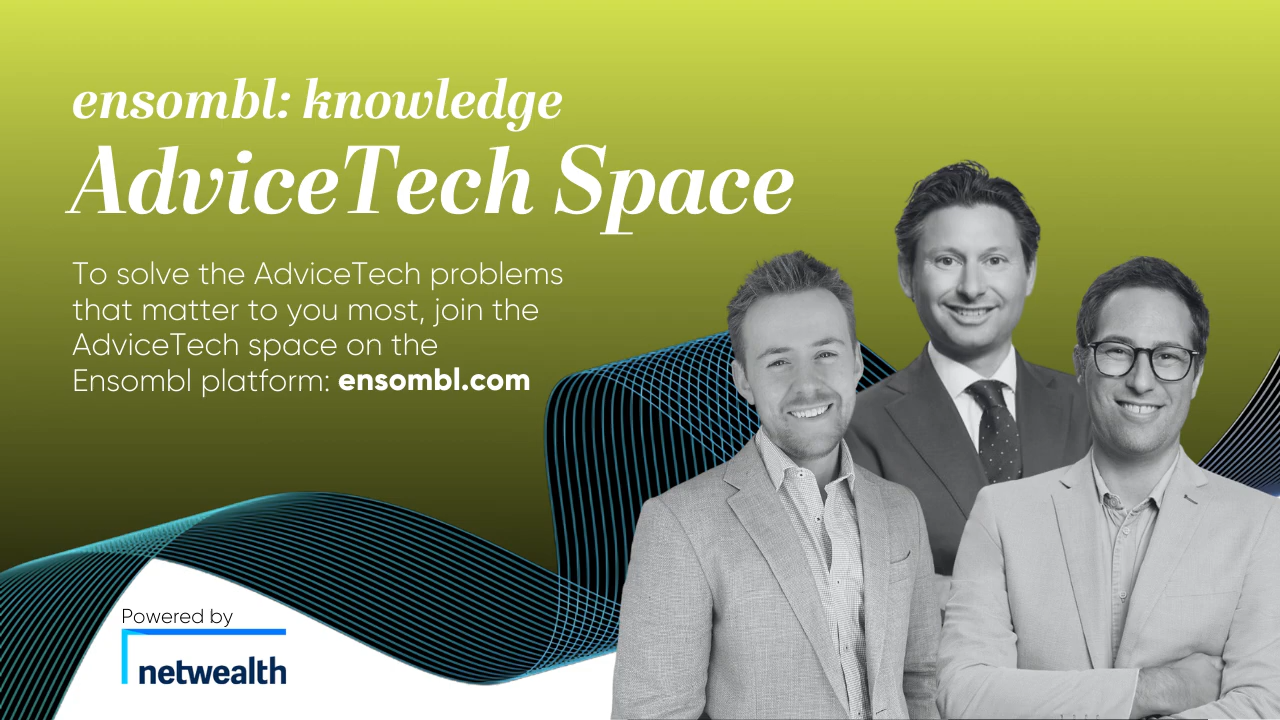 ensombl: knowledge
AdviceTech Space
To solve the AdviceTech problems
that matter to you most, join the
AdviceTech space on the
Ensombl platform: ensombl.com
Powered by
netwealth